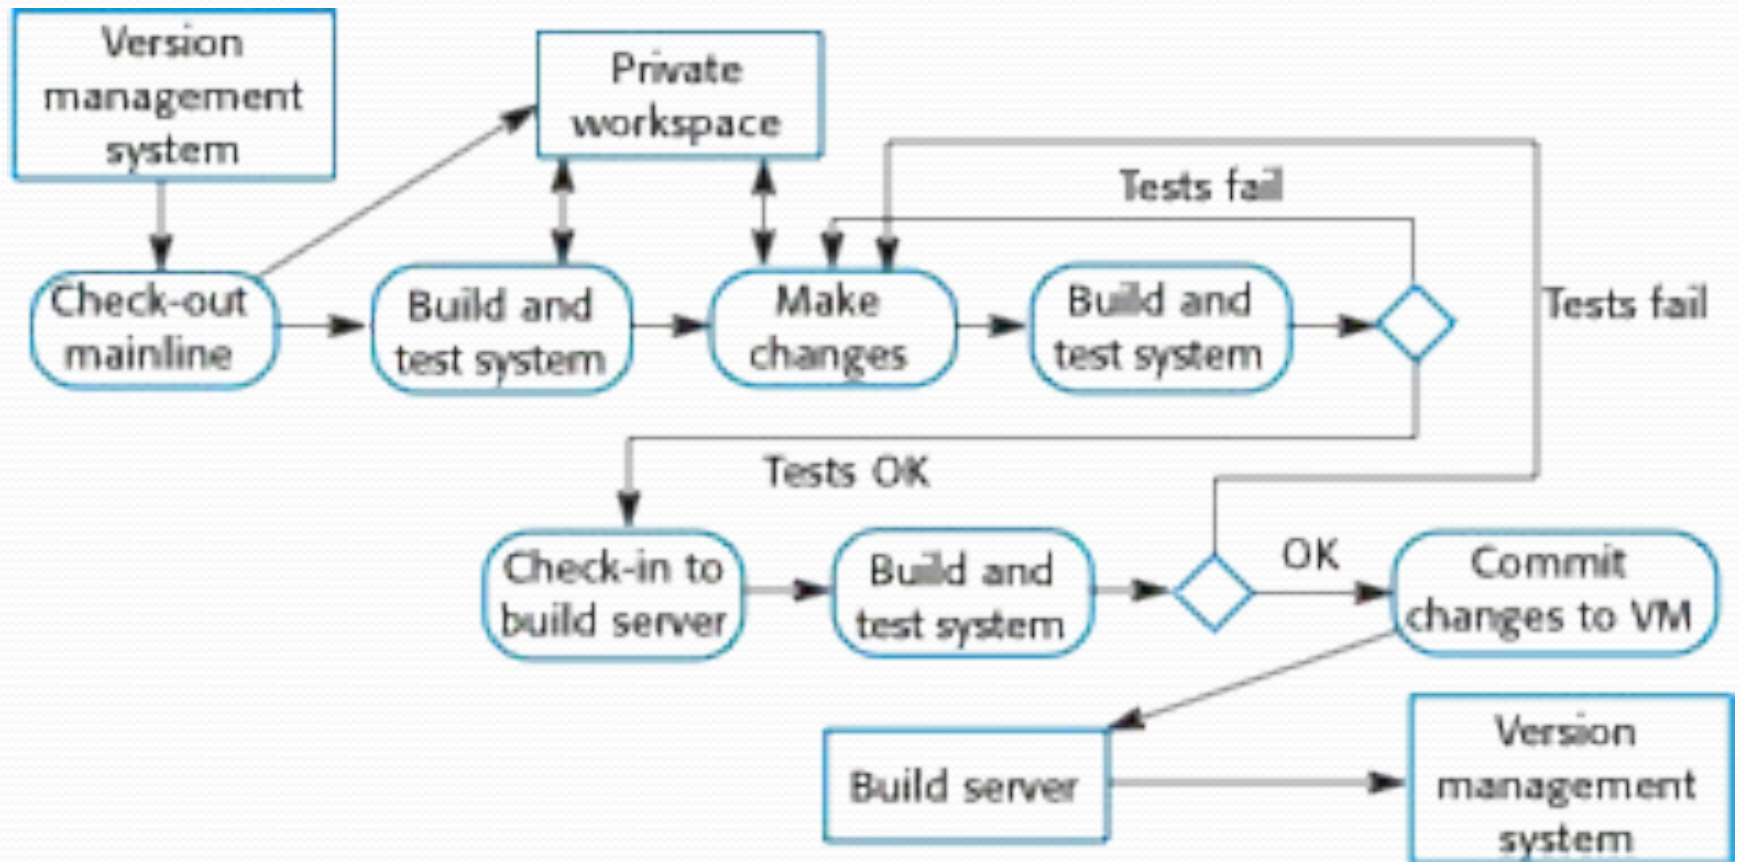 Version
management
system
Private
workspace
Tests fail
Check-out
mainline
Build and
test system
Make
changes
Build and
test system
Tests fail
Tests OK
Check-in to
build server
Build and
test system
OK
Commit
changes to VM
Build server
Version
management
system